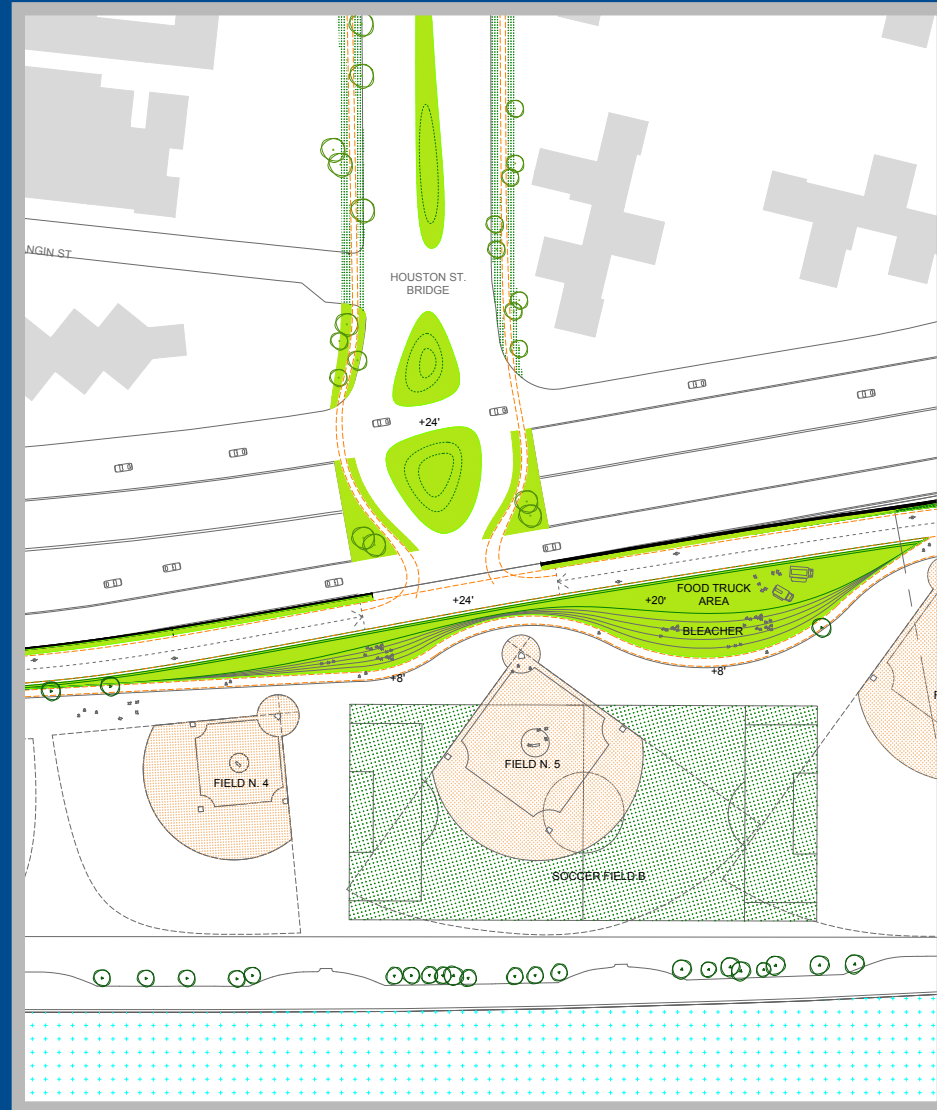 NGIN ST
HOUSTON ST.
BRIDGE
+24'
+24'
+20'
FOOD TRUCK
AREA
BLEACHER
+8'
+8'
FIELD N. 4
FIELD N. 5
F
SOCCER FIELD B